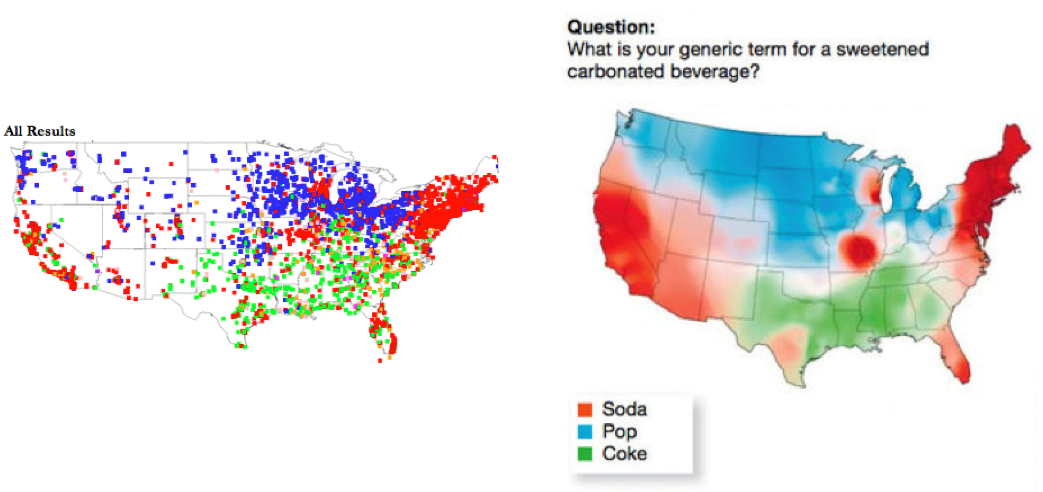 All Results
Question:
What is your generic term for a sweetened
carbonated beverage?
Soda
Pop
Coke